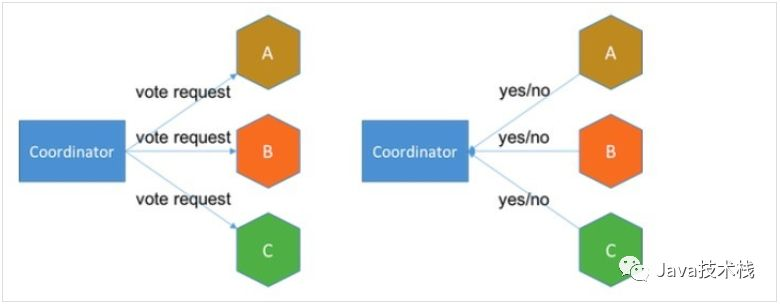 A
vote request
Coordinator
vote request
B
vote request
C
A
yes/no
Coordinator
yes/no
B
yes/no
C
Java技术栈